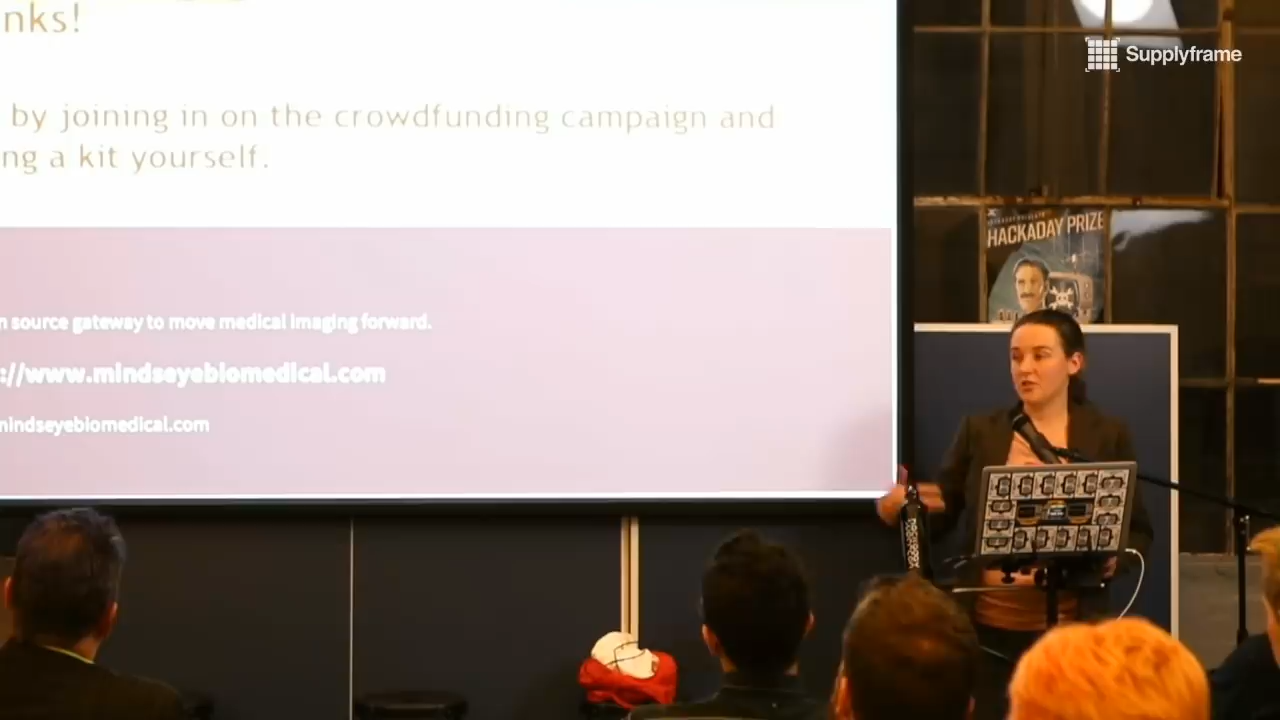 nks!
by joining in on the crowdfunding campaign and
ng a kit yourself.
n source gateway to move medical imaging forward.
://www.mindseyebiomedical.com
mindseyebiomedical.com
Supplyframe
HACKADAY PRIZE